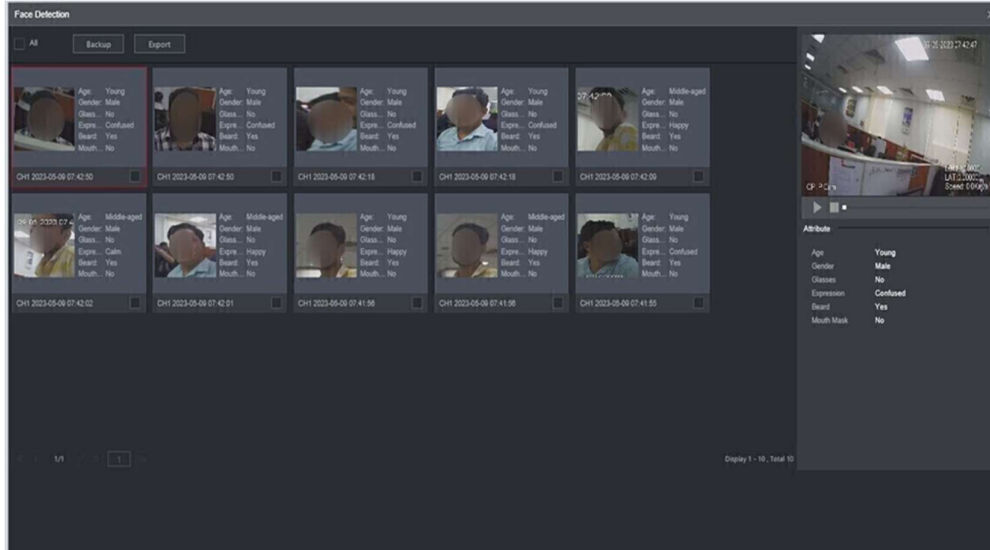 Face Detection
All
Backup
Export
Age: Young
Gender: Male
Glass... No
Expre... Confused
Beard: Yes
Mouth... No
CH1 2023-05-09 07:42:50
Age: Young
Gender: Male
Glass... No
Expre... Confused
Beard: Yes
Mouth... No
CH1 2023-05-09 07:42:50
Age: Young
Gender: Male
Glass... No
Expre... Confused
Beard: Yes
Mouth... No
CH1 2023-05-09 07:42:18
Age: Young
Gender: Male
Glass... No
Expre... Confused
Beard: Yes
Mouth... No
CH1 2023-05-09 07:42:18
Age: Middle-aged
Gender: Male
Glass... No
Expre... Happy
Beard: Yes
Mouth... No
CH1 2023-05-09 07:42:09
Age: Middle-aged
Gender: Male
Glass... No
Expre... Calm
Beard: Yes
Mouth... No
CH1 2023-05-09 07:42:02
Age: Middle-aged
Gender: Male
Glass... No
Expre... Happy
Beard: Yes
Mouth... No
CH1 2023-05-09 07:42:01
Age: Young
Gender: Male
Glass... No
Expre... Happy
Beard: Yes
Mouth... No
CH1 2023-05-09 07:41:56
Age: Middle-aged
Gender: Male
Glass... No
Expre... Happy
Beard: Yes
Mouth... No
CH1 2023-05-09 07:41:56
Age: Young
Gender: Male
Glass... No
Expre... Confused
Beard: Yes
Mouth... No
CH1 2023-05-09 07:41:55
1/1
1
Display 1 - 10 , Total 10
Attribute
Age Young
Gender Male
Glasses No
Expression Confused
Beard Yes
Mouth Mask No